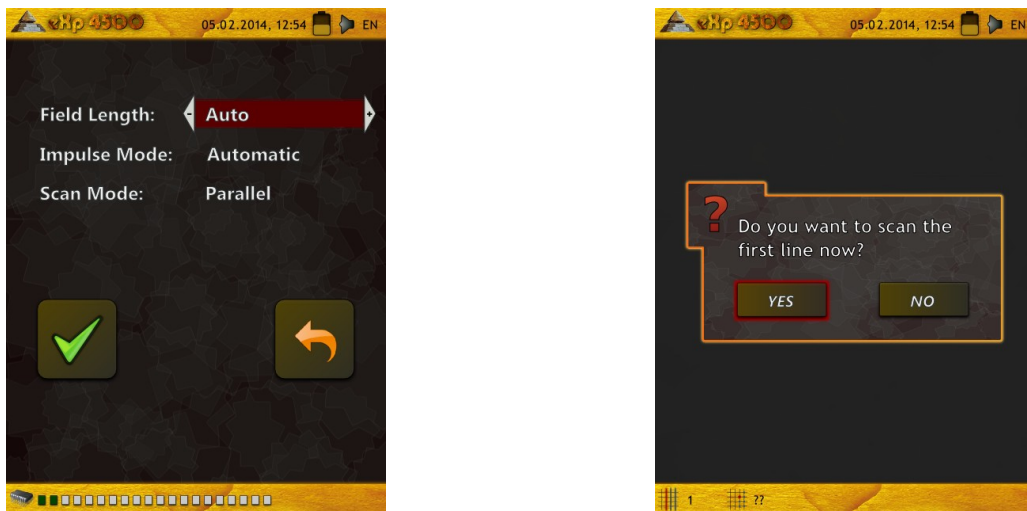 eXp 4500 05.02.2014, 12:54 EN
Field Length: - Auto +
Impulse Mode: Automatic
Scan Mode: Parallel
eXp 4500 05.02.2014, 12:54 EN
? Do you want to scan the
first line now?
YES NO
1 ??